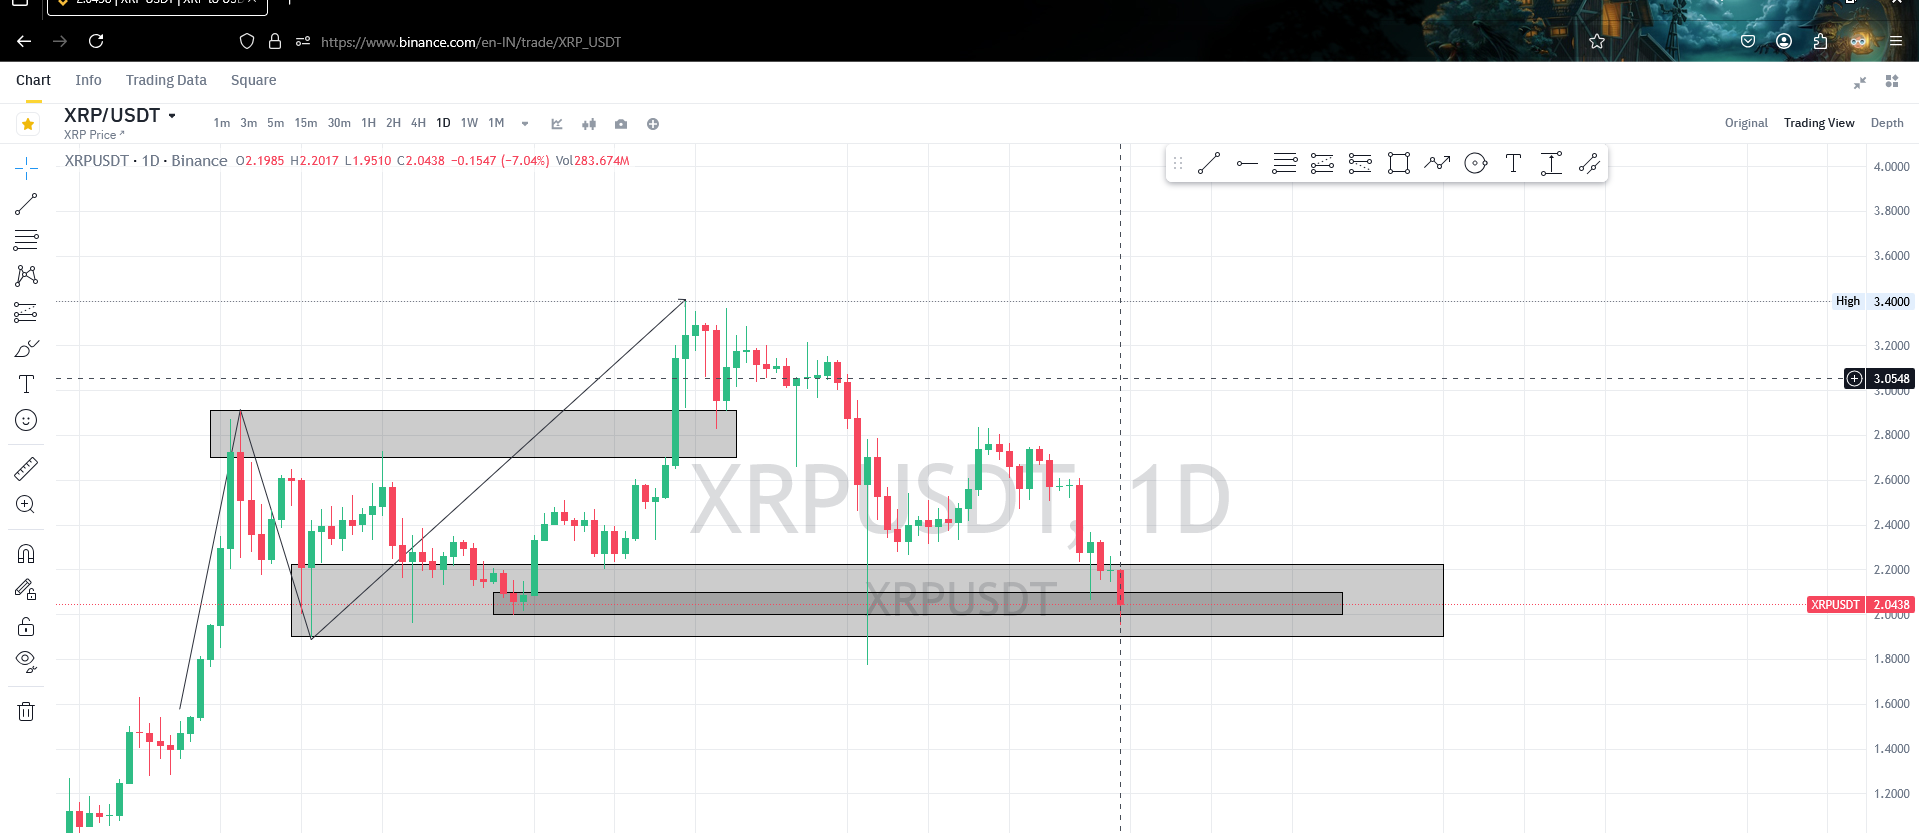 https://www.binance.com/en-IN/trade/XRP_USDT
Chart Info Trading Data Square
XRP/USDT
XRP Price
1m 3m 5m 15m 30m 1H 2H 4H 1D 1W 1M
Original Trading View Depth
XRPUSDT · 1D · Binance O2.1985 H2.2017 L1.9510 C2.0438 −0.1547 (−7.04%) Vol283.674M
4.0000
3.8000
3.6000
High 3.4000
3.2000
3.0548
3.0000
2.8000
XRPUSDT, 1D
2.6000
2.4000
2.2000
XRPUSDT
XRPUSDT 2.0438
2.0000
1.8000
1.6000
1.4000
1.2000